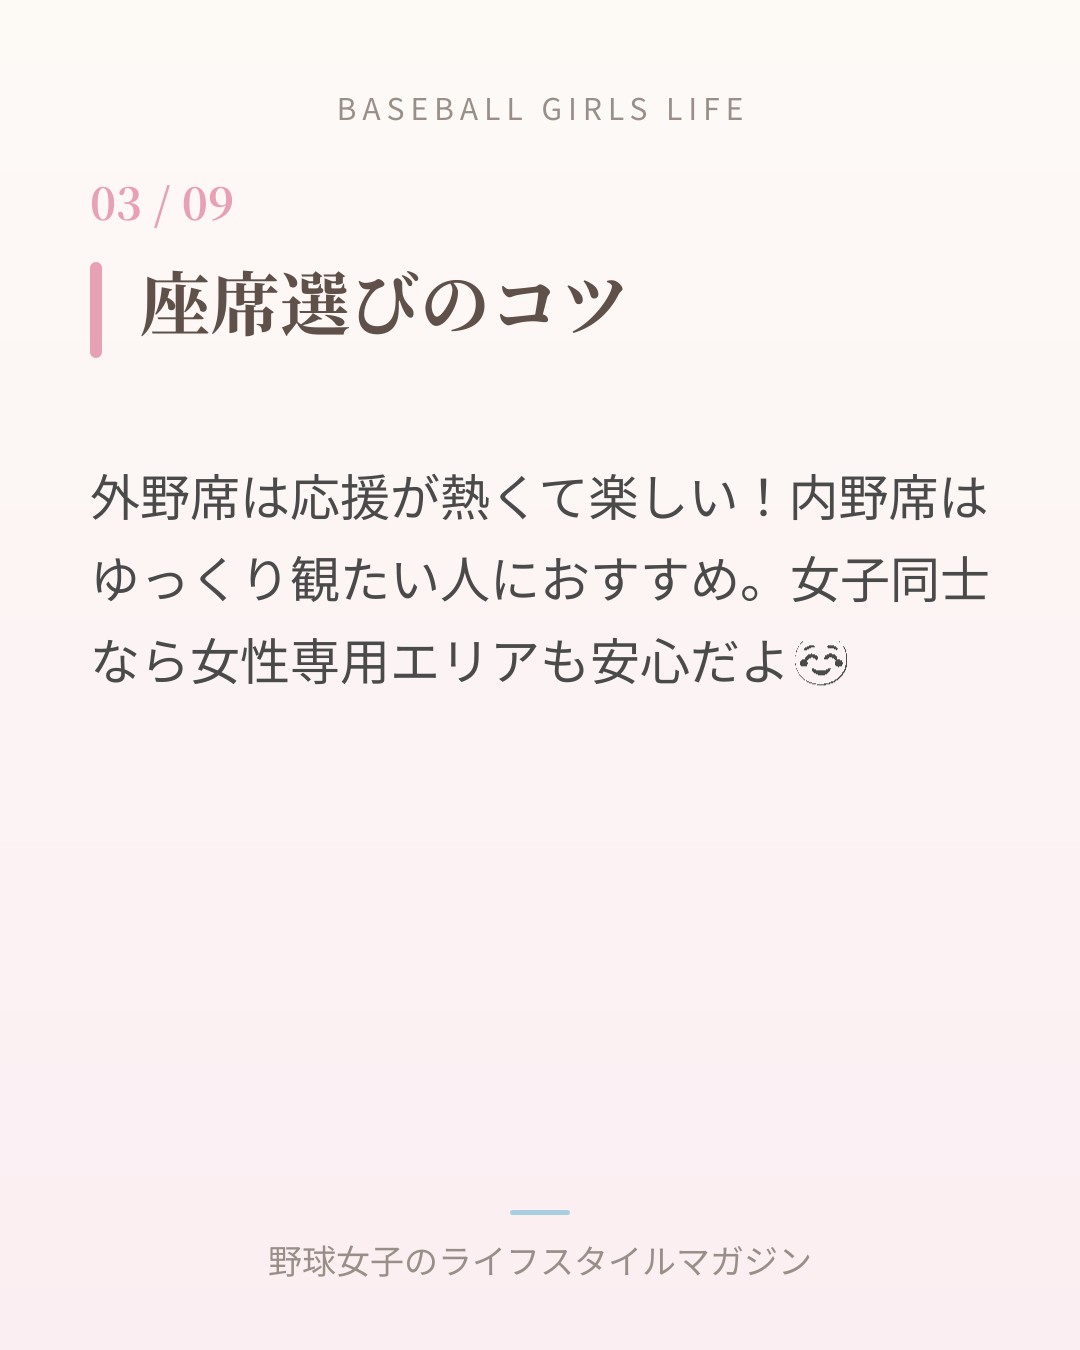 BASEBALL GIRLS LIFE
03 / 09
座席選びのコツ
外野席は応援が熱くて楽しい！内野席は
ゆっくり観たい人におすすめ。女子同士
なら女性専用エリアも安心だよ😊
野球女子のライフスタイルマガジン